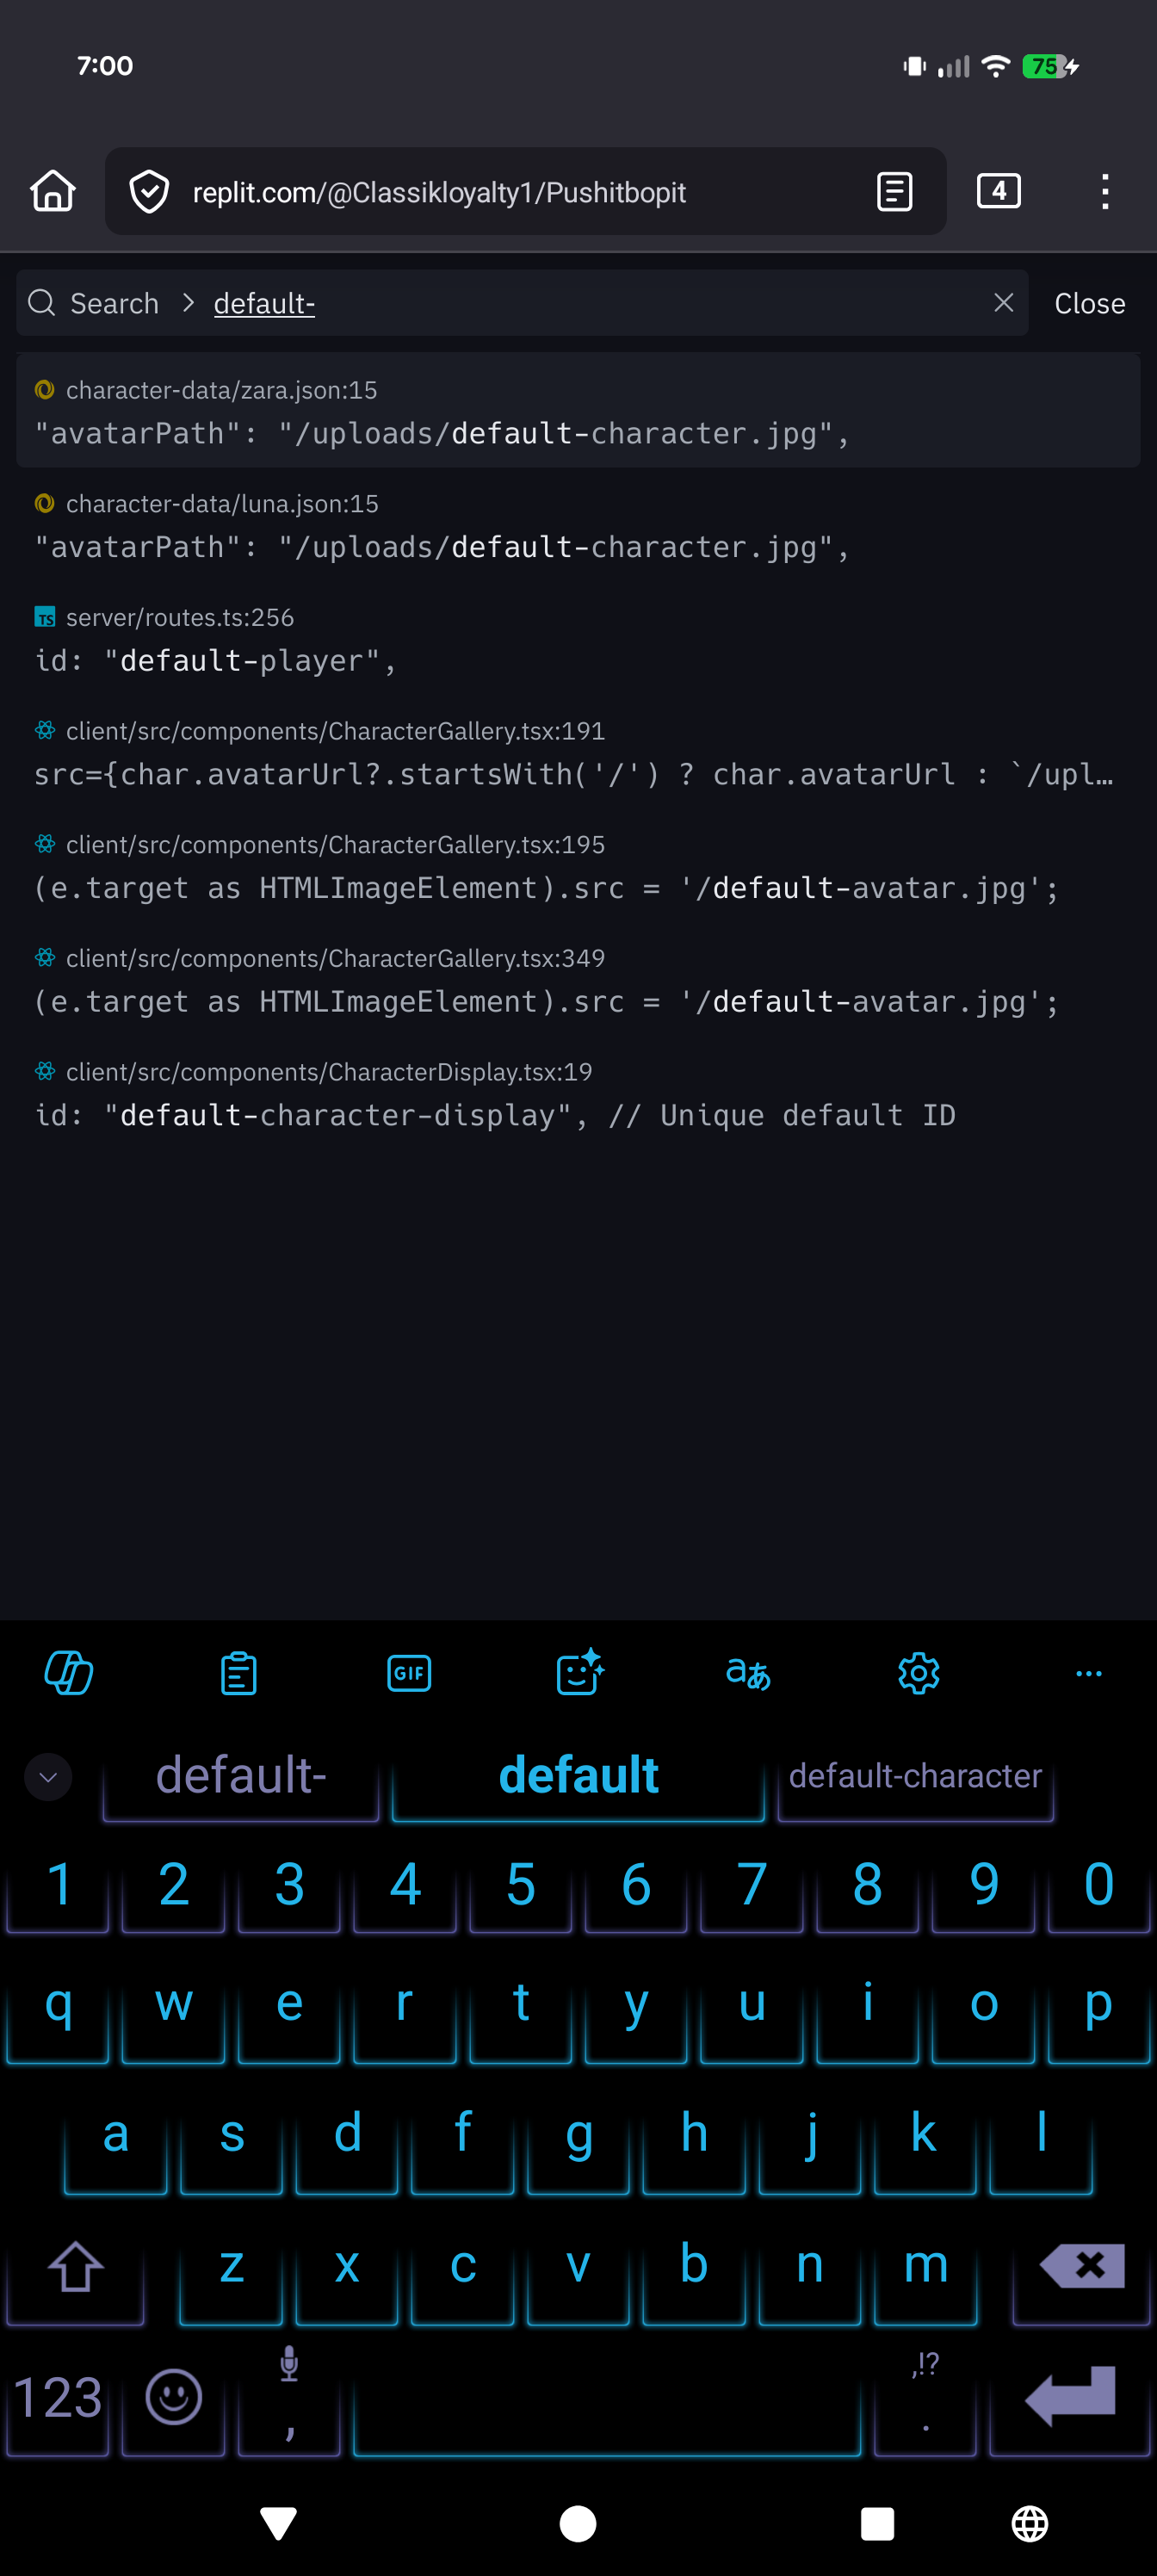 7:00
75
replit.com/@Classikloyalty1/Pushitbopit
4
Search > default-
Close
character-data/zara.json:15
"avatarPath": "/uploads/default-character.jpg",
character-data/luna.json:15
"avatarPath": "/uploads/default-character.jpg",
TS server/routes.ts:256
id: "default-player",
client/src/components/CharacterGallery.tsx:191
src={char.avatarUrl?.startsWith('/') ? char.avatarUrl : `/upl…
client/src/components/CharacterGallery.tsx:195
(e.target as HTMLImageElement).src = '/default-avatar.jpg';
client/src/components/CharacterGallery.tsx:349
(e.target as HTMLImageElement).src = '/default-avatar.jpg';
client/src/components/CharacterDisplay.tsx:19
id: "default-character-display", // Unique default ID
GIF aあ ...
default- default default-character
1 2 3 4 5 6 7 8 9 0
q w e r t y u i o p
a s d f g h j k l
z x c v b n m
123 , ,!? .